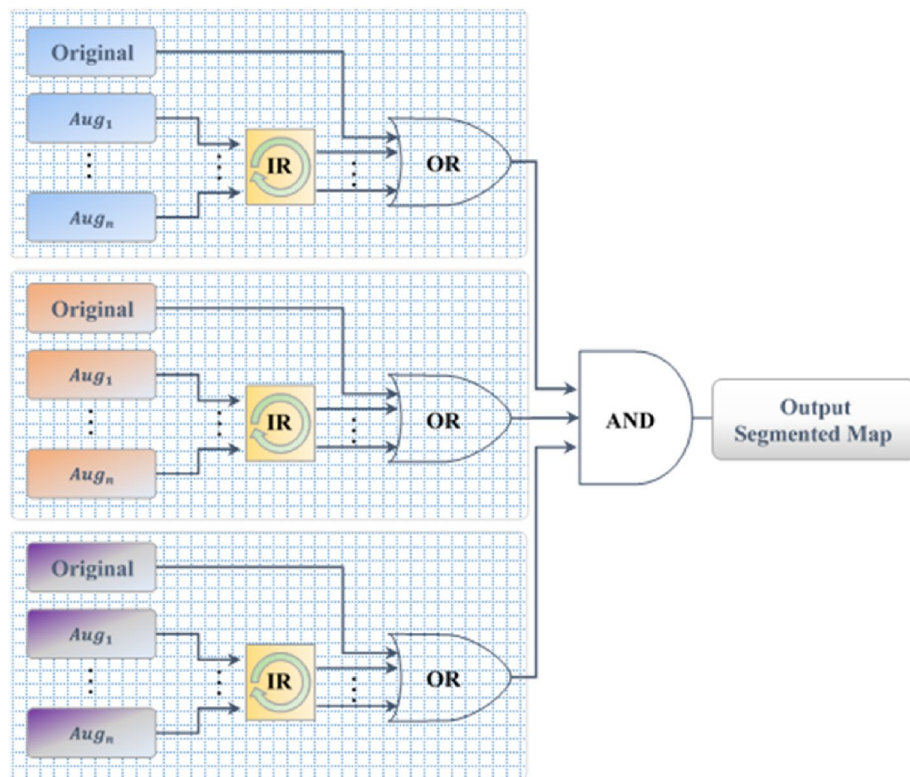 Original
Aug₁
IR
OR
Augₙ
Original
Aug₁
IR
OR
AND
Output
Segmented Map
Augₙ
Original
Aug₁
IR
OR
Augₙ